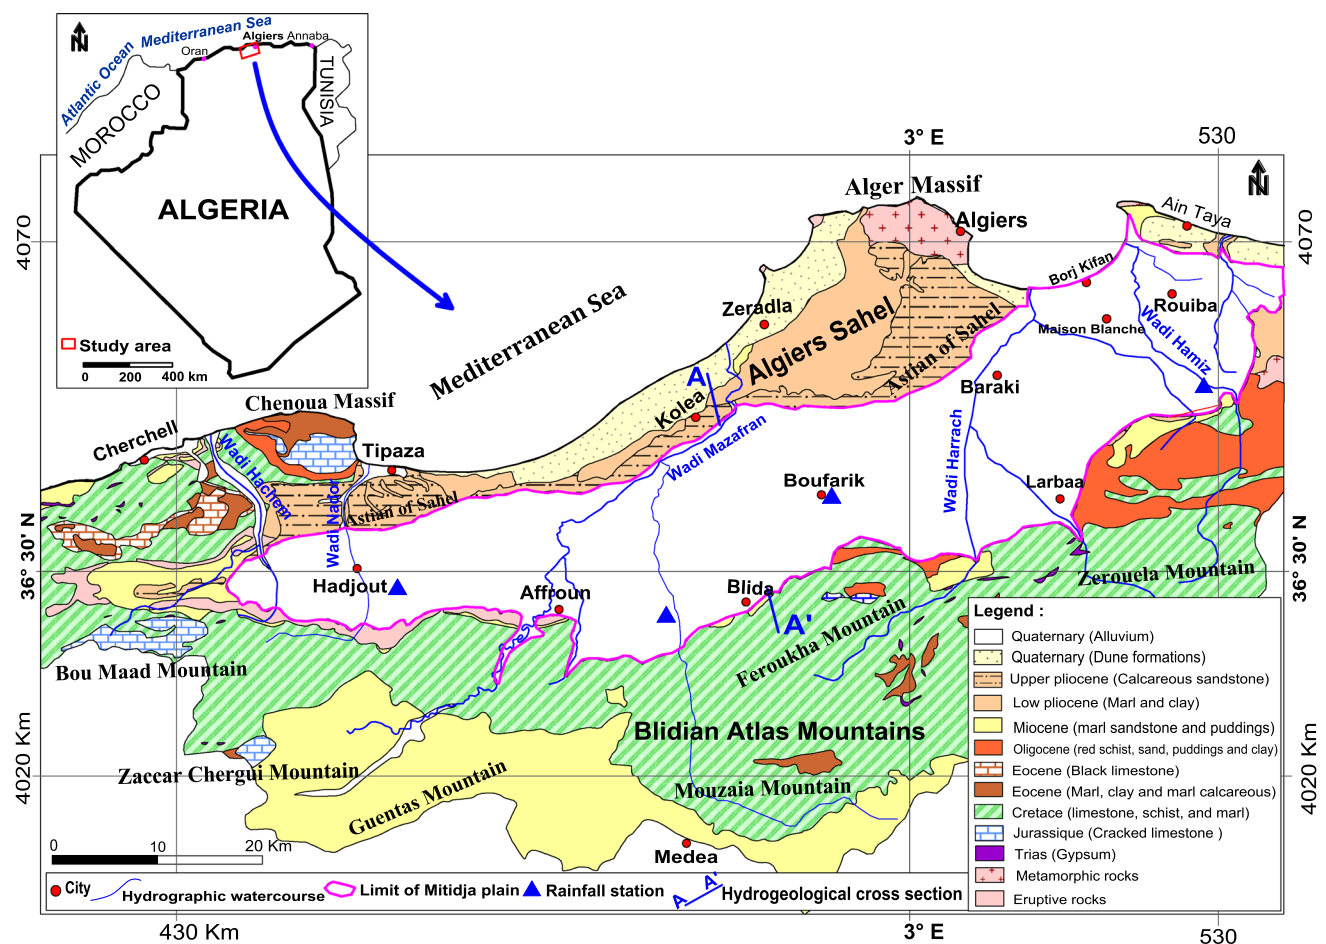 N
Mediterranean Sea
Algiers
Annaba
Oran
Atlantic Ocean
MOROCCO
TUNISIA
ALGERIA
Study area
0 200 400 km
3° E
530
N
4070
4070
Alger Massif
Algiers
Ain Taya
Borj Kifan
Rouiba
Maison Blanche
Wadi Hamiz
Mediterranean Sea
Zeradla
Algiers Sahel
Astian of Sahel
Baraki
A
Kolea
Wadi Mazafran
Chenoua Massif
Cherchell
Tipaza
Wadi Hachem
Wadi Nador
Astian of Sahel
Boufarik
Wadi Harrach
Larbaa
36° 30' N
36° 30' N
Hadjout
Affroun
Blida
A'
Zerouela Mountain
Feroukha Mountain
Bou Maad Mountain
Blidian Atlas Mountains
Zaccar Chergui Mountain
Guentas Mountain
Mouzaia Mountain
Medea
4020 Km
4020 Km
Legend :
Quaternary (Alluvium)
Quaternary (Dune formations)
Upper pliocene (Calcareous sandstone)
Low pliocene (Marl and clay)
Miocene (marl sandstone and puddings)
Oligocene (red schist, sand, puddings and clay)
Eocene (Black limestone)
Eocene (Marl, clay and marl calcareous)
Cretace (limestone, schist, and marl)
Jurassique (Cracked limestone )
Trias (Gypsum)
Metamorphic rocks
Eruptive rocks
0 10 20 Km
City
Hydrographic watercourse
Limit of Mitidja plain
Rainfall station
A A'
Hydrogeological cross section
430 Km
3° E
530